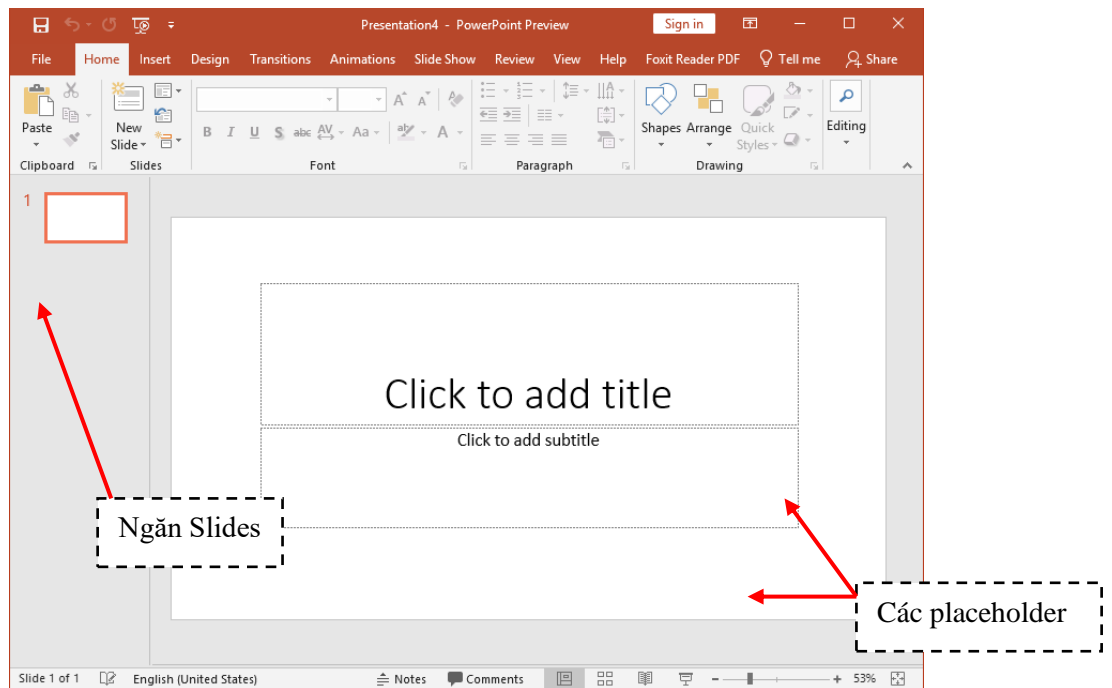 Presentation4 - PowerPoint Preview
Sign in
File Home Insert Design Transitions Animations Slide Show Review View Help Foxit Reader PDF Tell me Share
Paste
New Slide
B I U S abc AV Aa A
Shapes Arrange Quick Styles
Editing
Clipboard Slides Font Paragraph Drawing
1
Click to add title
Click to add subtitle
Ngăn Slides
Các placeholder
Slide 1 of 1 English (United States) Notes Comments 53%